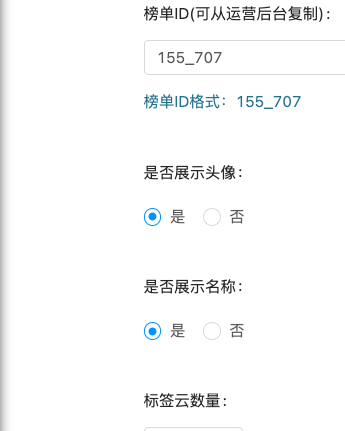 榜单ID(可从运营后台复制)：
155_707
榜单ID格式：155_707
是否展示头像：
是 否
是否展示名称：
是 否
标签云数量：